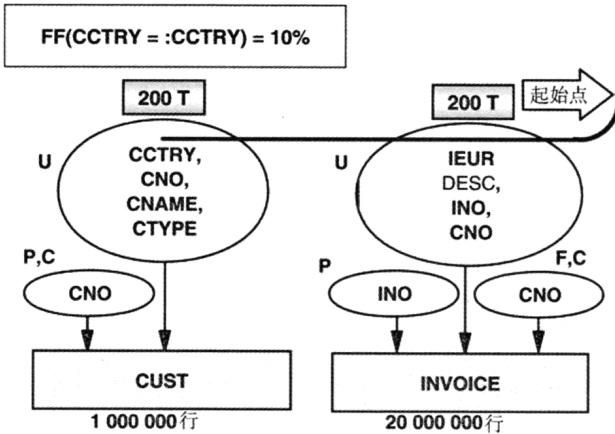 FF(CCTRY = :CCTRY) = 10%
200 T
200 T
起始点
U
CCTRY,
CNO,
CNAME,
CTYPE
U
IEUR
DESC,
INO,
CNO
P,C
CNO
P
INO
F,C
CNO
CUST
INVOICE
1 000 000行
20 000 000行